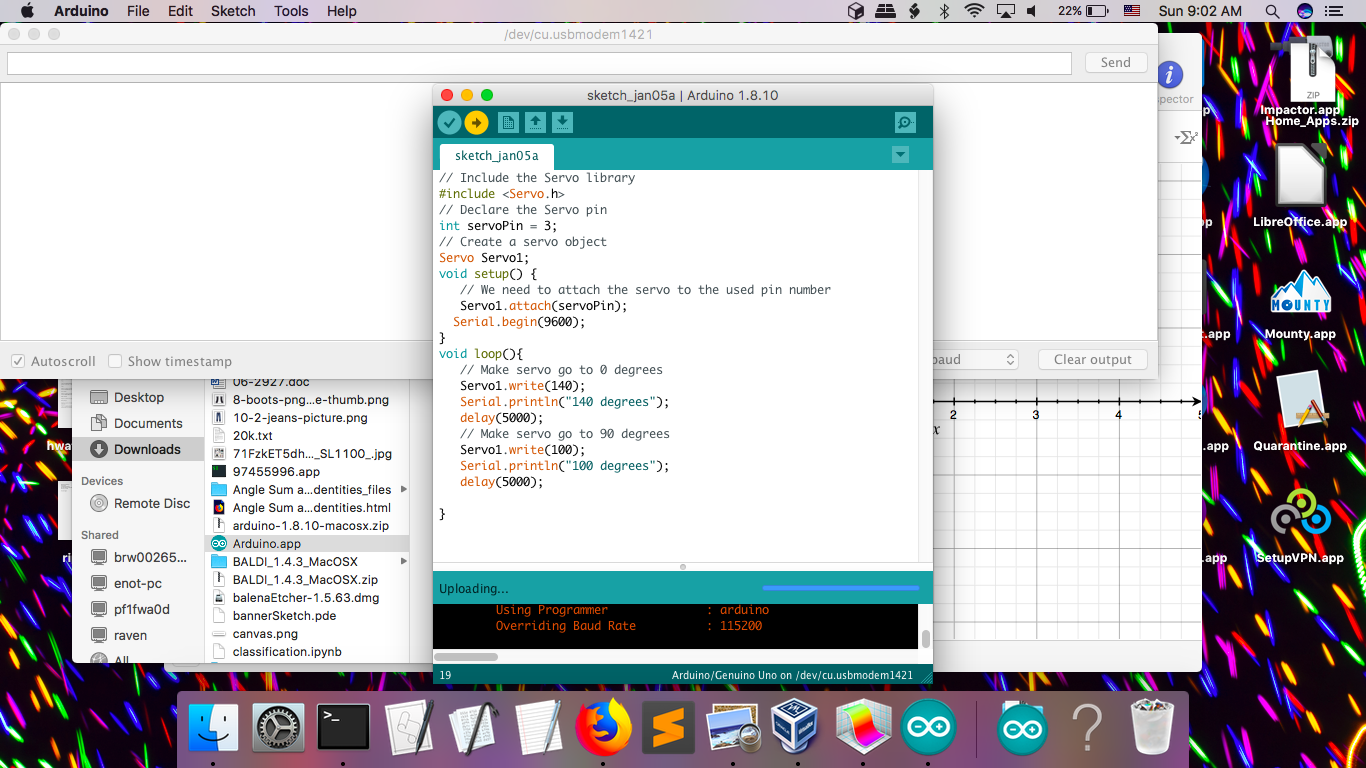 Arduino File Edit Sketch Tools Help 22% Sun 9:02 AM
/dev/cu.usbmodem1421
Send
sketch_jan05a | Arduino 1.8.10
sketch_jan05a
// Include the Servo library
#include <Servo.h>
// Declare the Servo pin
int servoPin = 3;
// Create a servo object
Servo Servo1;
void setup() {
// We need to attach the servo to the used pin number
Servo1.attach(servoPin);
Serial.begin(9600);
}
void loop(){
// Make servo go to 0 degrees
Servo1.write(140);
Serial.println("140 degrees");
delay(5000);
// Make servo go to 90 degrees
Servo1.write(100);
Serial.println("100 degrees");
delay(5000);
}
Uploading...
Using Programmer : arduino
Overriding Baud Rate : 115200
19 Arduino/Genuino Uno on /dev/cu.usbmodem1421
Autoscroll Show timestamp
baud
Clear output
Desktop
Documents
Downloads
Devices
Remote Disc
Shared
brw00265...
enot-pc
pf1fwa0d
raven
All
06-2927.doc
8-boots-png...e-thumb.png
10-2-jeans-picture.png
20k.txt
71FzkET5dh..._SL1100_.jpg
97455996.app
Angle Sum a...dentities_files
Angle Sum a...dentities.html
arduino-1.8.10-macosx.zip
Arduino.app
BALDI_1.4.3_MacOSX
BALDI_1.4.3_MacOSX.zip
balenaEtcher-1.5.63.dmg
bannerSketch.pde
canvas.png
classification.ipynb
spector
Σx²
x
2 3 4 5
ZIP
Impactor.app
Home_Apps.zip
LibreOffice.app
MOUNTY
Mounty.app
Quarantine.app
SetupVPN.app